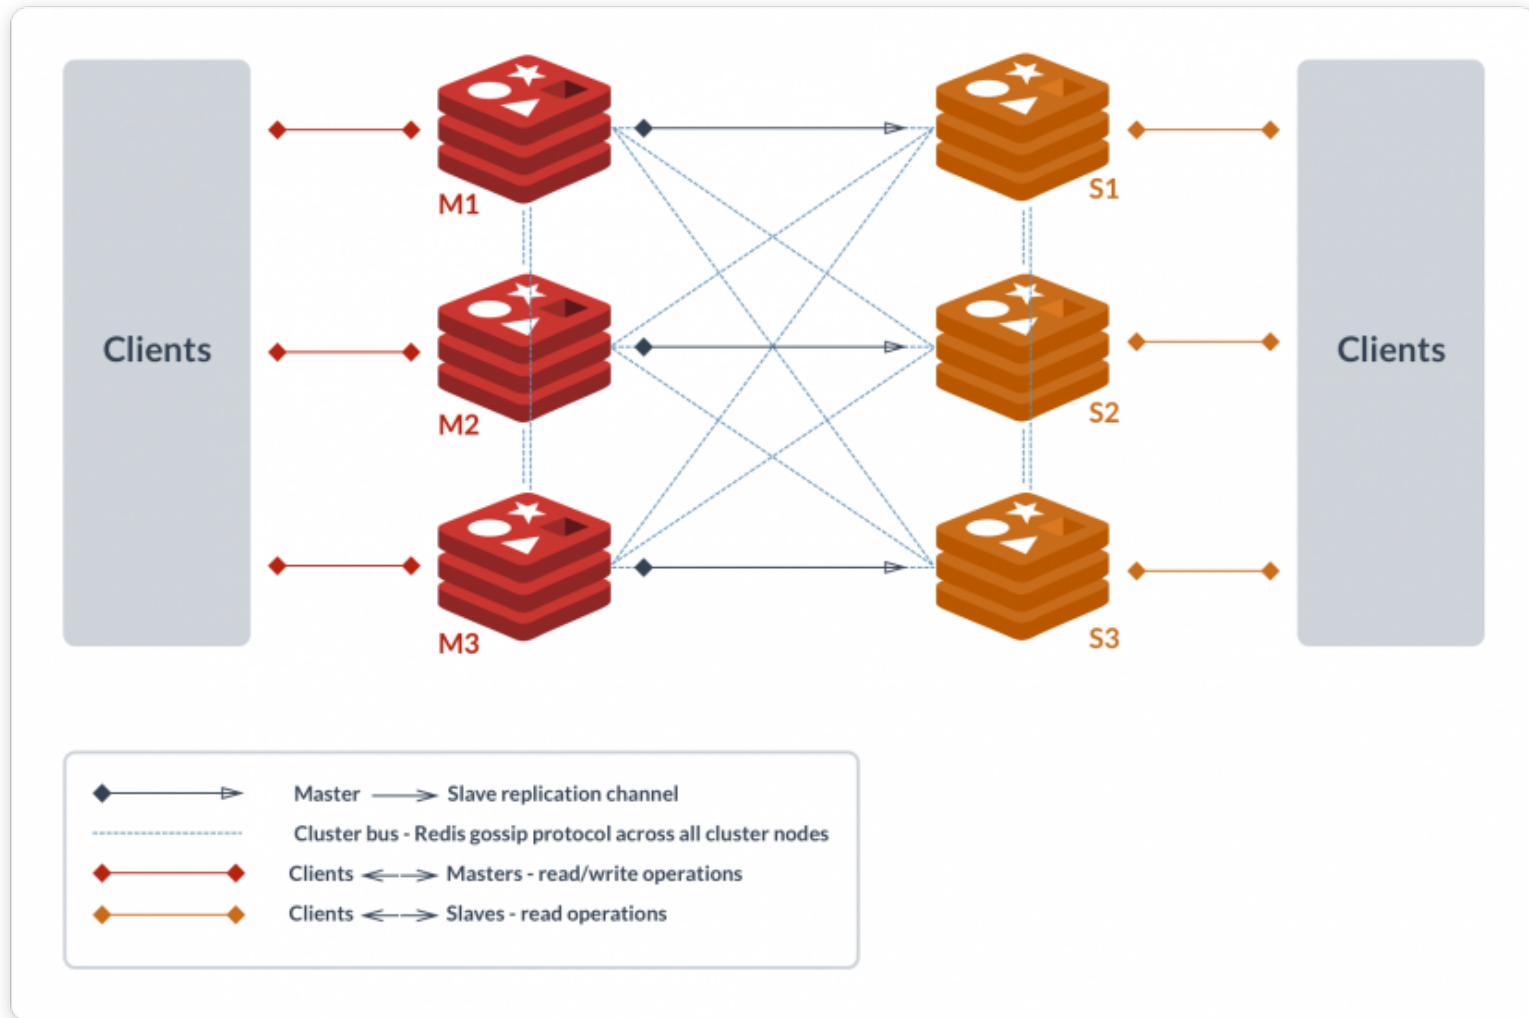 Clients
M1
M2
M3
S1
S2
S3
Clients
Master Slave replication channel
Cluster bus - Redis gossip protocol across all cluster nodes
Clients Masters - read/write operations
Clients Slaves - read operations